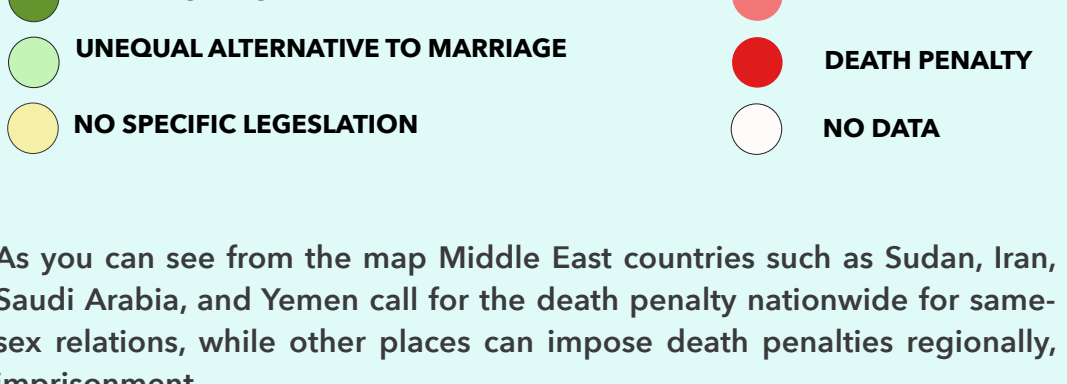 UNEQUAL ALTERNATIVE TO MARRIAGE
DEATH PENALTY
NO SPECIFIC LEGESLATION
NO DATA
As you can see from the map Middle East countries such as Sudan, Iran,
Saudi Arabia, and Yemen call for the death penalty nationwide for same-
sex relations, while other places can impose death penalties regionally,
imprisonment